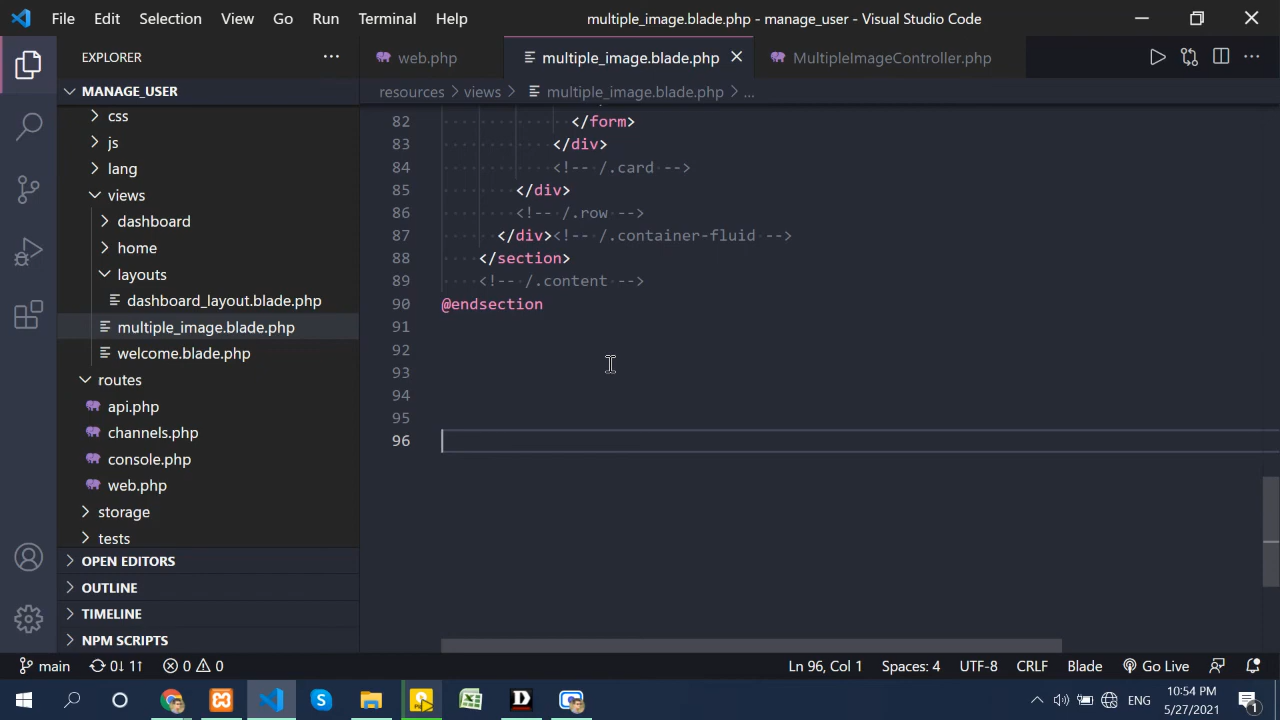 File Edit Selection View Go Run Terminal Help multiple_image.blade.php - manage_user - Visual Studio Code
EXPLORER
web.php
multiple_image.blade.php
MultipleImageController.php
MANAGE_USER
resources > views > multiple_image.blade.php > ...
css
js
lang
views
dashboard
home
layouts
dashboard_layout.blade.php
multiple_image.blade.php
welcome.blade.php
routes
api.php
channels.php
console.php
web.php
storage
tests
OPEN EDITORS
OUTLINE
TIMELINE
NPM SCRIPTS
82 </form>
83 </div>
84 <!-- /.card -->
85 </div>
86 <!-- /.row -->
87 </div><!-- /.container-fluid -->
88 </section>
89 <!-- /.content -->
90 @endsection
91
92
93
94
95
96
main 0↓ 1↑ 0 0 Ln 96, Col 1 Spaces: 4 UTF-8 CRLF Blade Go Live
ENG
10:54 PM
5/27/2021
1